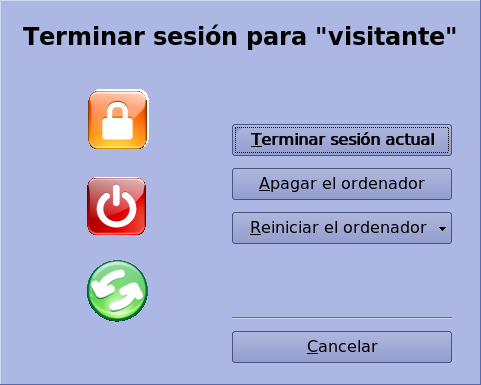 Terminar sesión para "visitante"
Terminar sesión actual
Apagar el ordenador
Reiniciar el ordenador
Cancelar